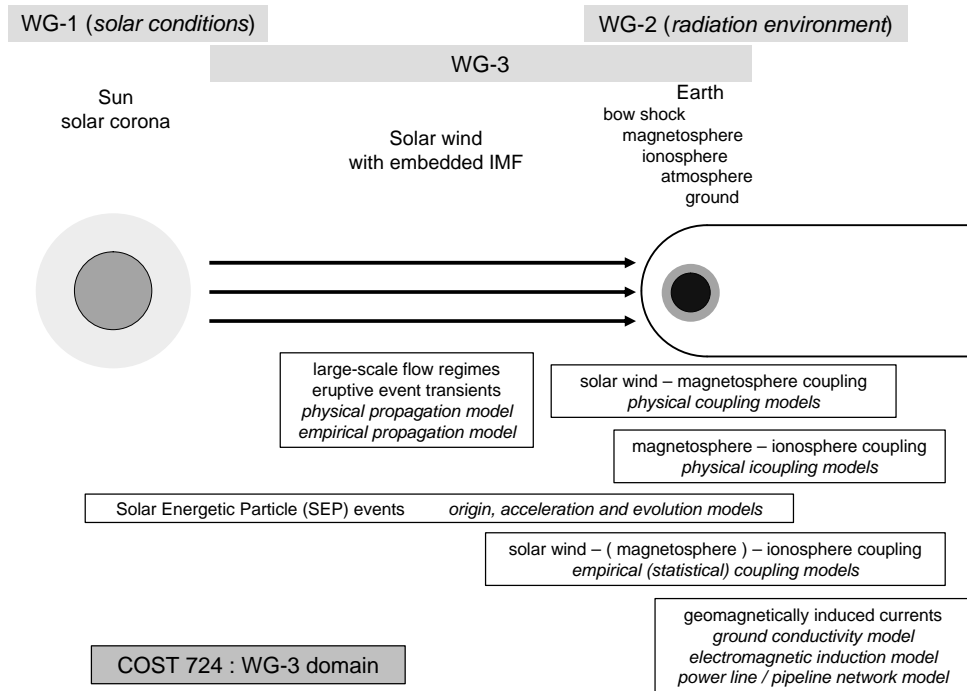 WG-1 (solar conditions)
WG-2 (radiation environment)
WG-3
Sun
solar corona
Solar wind
with embedded IMF
Earth
bow shock
magnetosphere
ionosphere
atmosphere
ground
large-scale flow regimes
eruptive event transients
physical propagation model
empirical propagation model
solar wind – magnetosphere coupling
physical coupling models
magnetosphere – ionosphere coupling
physical icoupling models
Solar Energetic Particle (SEP) events origin, acceleration and evolution models
solar wind – ( magnetosphere ) – ionosphere coupling
empirical (statistical) coupling models
geomagnetically induced currents
ground conductivity model
electromagnetic induction model
power line / pipeline network model
COST 724 : WG-3 domain